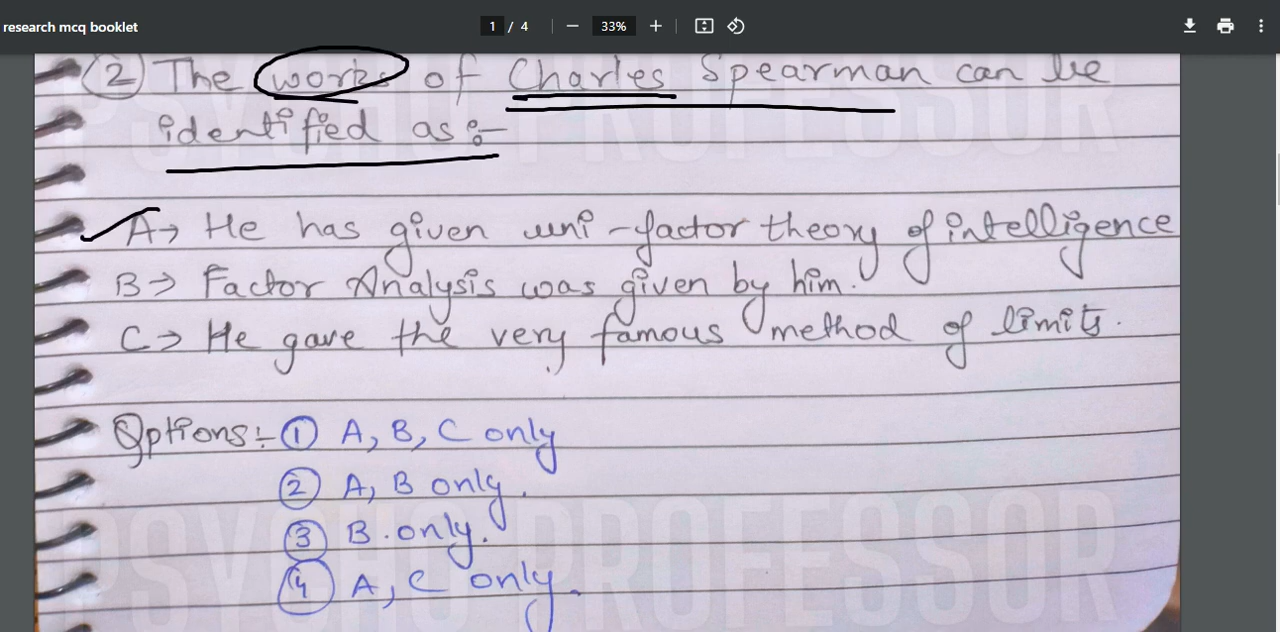 research mcq booklet 1 / 4 33%
(2) The works of Charles Spearman can be
identified as :-
A→ He has given uni-factor theory of intelligence
B→ Factor Analysis was given by him.
C→ He gave the very famous method of limits.
Options:- ① A, B, C only
② A, B only.
③ B.only.
④ A, C only.
PSYCHO PROFESSOR
PSYCHO PROFESSOR